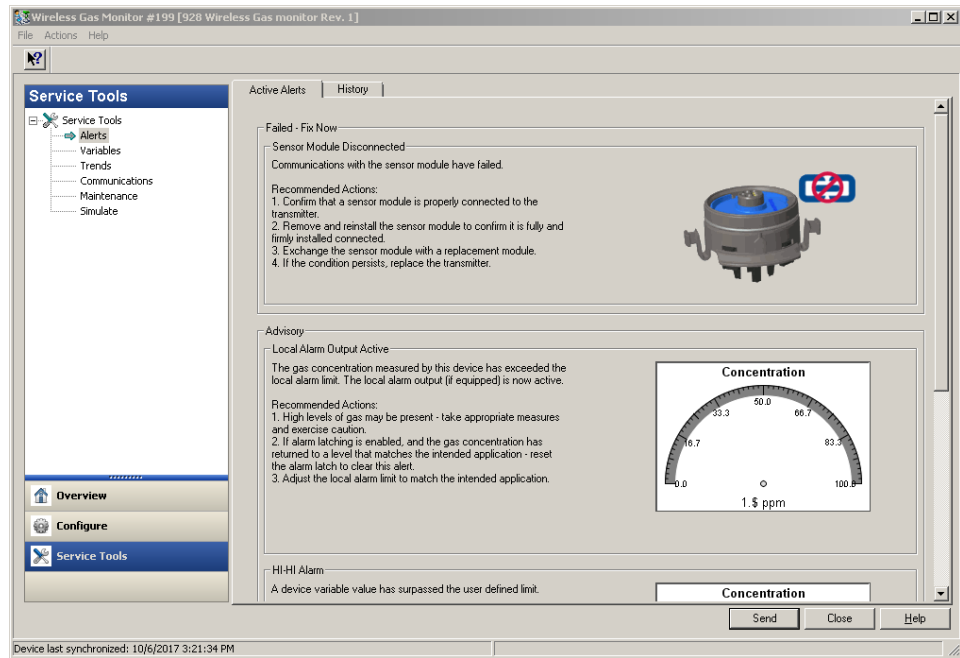 Wireless Gas Monitor #199 [928 Wireless Gas monitor Rev. 1]
File Actions Help
Service Tools
Service Tools
Alerts
Variables
Trends
Communications
Maintenance
Simulate
Overview
Configure
Service Tools
Active Alerts History
Failed - Fix Now
Sensor Module Disconnected
Communications with the sensor module have failed.
Recommended Actions:
1. Confirm that a sensor module is properly connected to the
transmitter.
2. Remove and reinstall the sensor module to confirm it is fully and
firmly installed connected.
3. Exchange the sensor module with a replacement module.
4. If the condition persists, replace the transmitter.
Advisory
Local Alarm Output Active
The gas concentration measured by this device has exceeded the
local alarm limit. The local alarm output (if equipped) is now active.
Recommended Actions:
1. High levels of gas may be present - take appropriate measures
and exercise caution.
2. If alarm latching is enabled, and the gas concentration has
returned to a level that matches the intended application - reset
the alarm latch to clear this alert.
3. Adjust the local alarm limit to match the intended application.
Concentration
50.0
33.3 66.7
16.7 83.3
0.0 100.0
1.$ ppm
HI-HI Alarm
A device variable value has surpassed the user defined limit.
Concentration
Send Close Help
Device last synchronized: 10/6/2017 3:21:34 PM